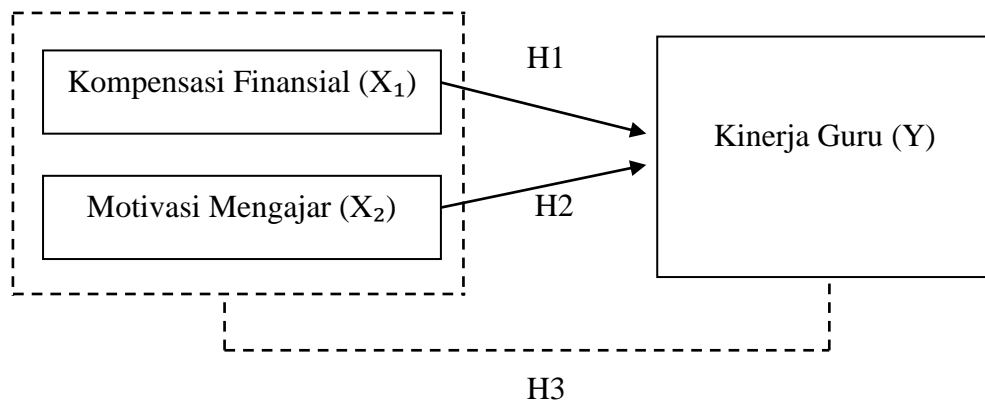 H1
Kompensasi Finansial (X₁)
Kinerja Guru (Y)
Motivasi Mengajar (X₂)
H2
H3